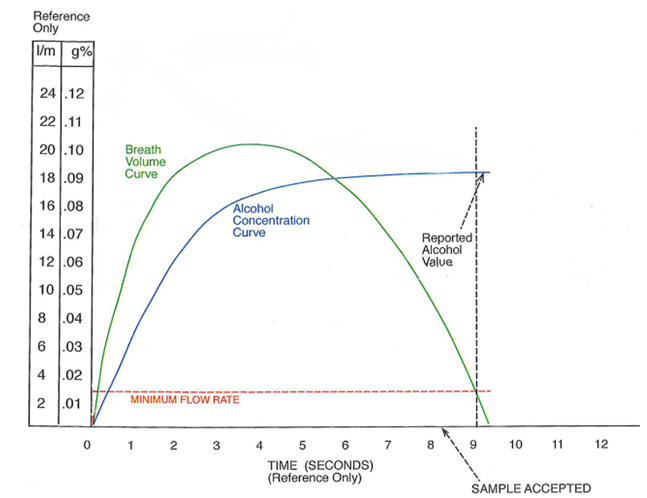 Reference
Only
l/m g%
24 .12
22 .11
20 .10
18 .09
16 .08
14 .07
12 .06
10 .05
8 .04
6 .03
4 .02
2 .01
Breath
Volume
Curve
Alcohol
Concentration
Curve
Reported
Alcohol
Value
MINIMUM FLOW RATE
0 1 2 3 4 5 6 7 8 9 10 11 12
TIME (SECONDS)
(Reference Only)
SAMPLE ACCEPTED